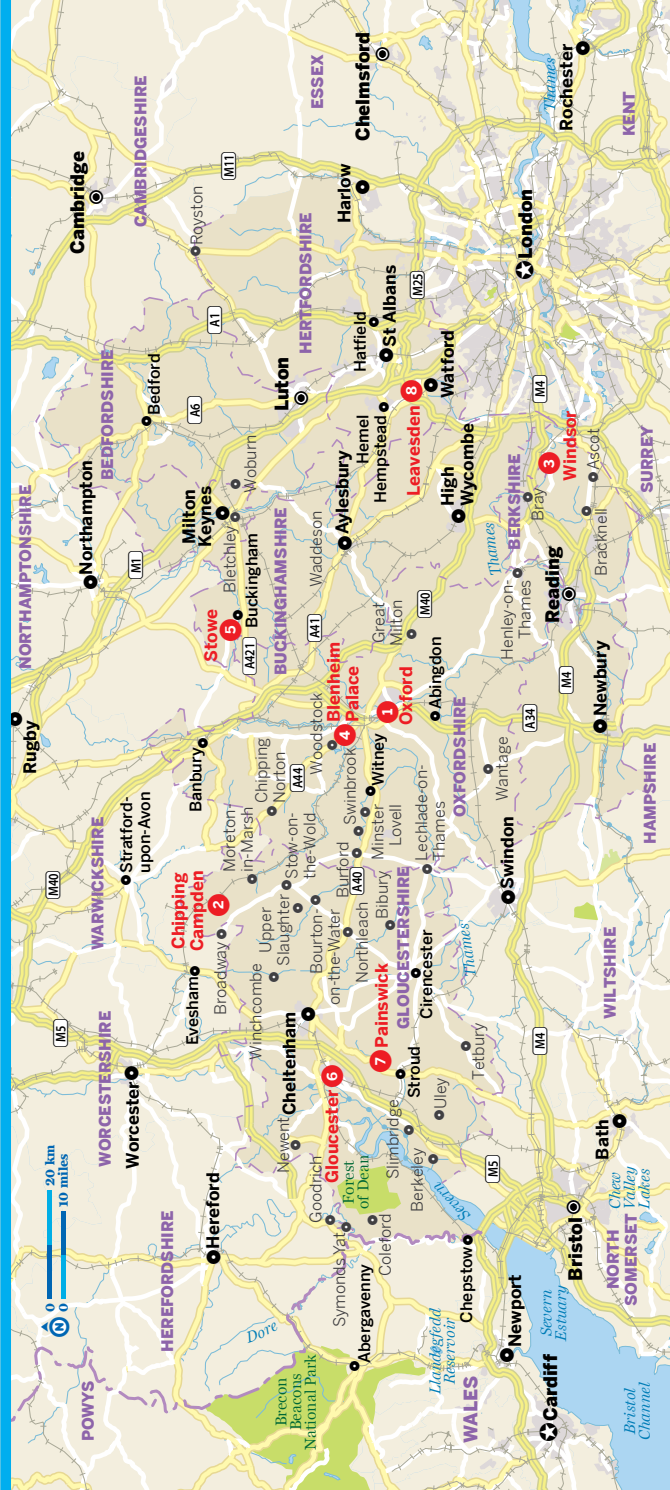 0
20 km
0
10 miles
N
POWYS
HEREFORDSHIRE
WORCESTERSHIRE
WARWICKSHIRE
NORTHAMPTONSHIRE
BEDFORDSHIRE
CAMBRIDGESHIRE
Rugby
Northampton
Cambridge
Worcester
M5
M40
Stratford-
upon-Avon
M1
Bedford
A6
A1
Royston
M11
Hereford
Evesham
Broadway
Chipping
Campden
2
Banbury
Stowe
5
Buckingham
A421
Milton
Keynes
Bletchley
Woburn
Luton
HERTFORDSHIRE
ESSEX
Dore
Winchcombe
Upper
Slaughter
Moreton-
in-Marsh
Stow-on-
the-Wold
Chipping
Norton
A44
BUCKINGHAMSHIRE
A41
Waddeson
Aylesbury
Newent
Cheltenham
Bourton-
on-the-Water
Woodstock
Blenheim
Palace
4
Brecon
Beacons
National Park
Goodrich
Symonds Yat
Coleford
Forest
of Dean
Gloucester
6
Northleach
Burford
A40
Swinbrook
Minster
Lovell
Witney
Oxford
1
Great
Milton
M40
Hemel
Hempstead
Leavesden
8
Watford
Hatfield
St Albans
M25
Harlow
Chelmsford
Abergavenny
Painswick
7
Bibury
GLOUCESTERSHIRE
Cirencester
Stroud
Slimbridge
Berkeley
Uley
Tetbury
Lechlade-on-
Thames
Thames
OXFORDSHIRE
Abingdon
Wantage
A34
High
Wycombe
Thames
Henley-on-
Thames
BERKSHIRE
Bray
Windsor
3
M4
London
Thames
Rochester
KENT
Llandegfedd
Reservoir
Chepstow
Severn
M5
WALES
Newport
Cardiff
Severn
Estuary
Bristol
Channel
Bristol
NORTH
SOMERSET
Chew
Valley
Lakes
Bath
M4
WILTSHIRE
Swindon
Newbury
M4
HAMPSHIRE
Reading
Bracknell
Ascot
SURREY